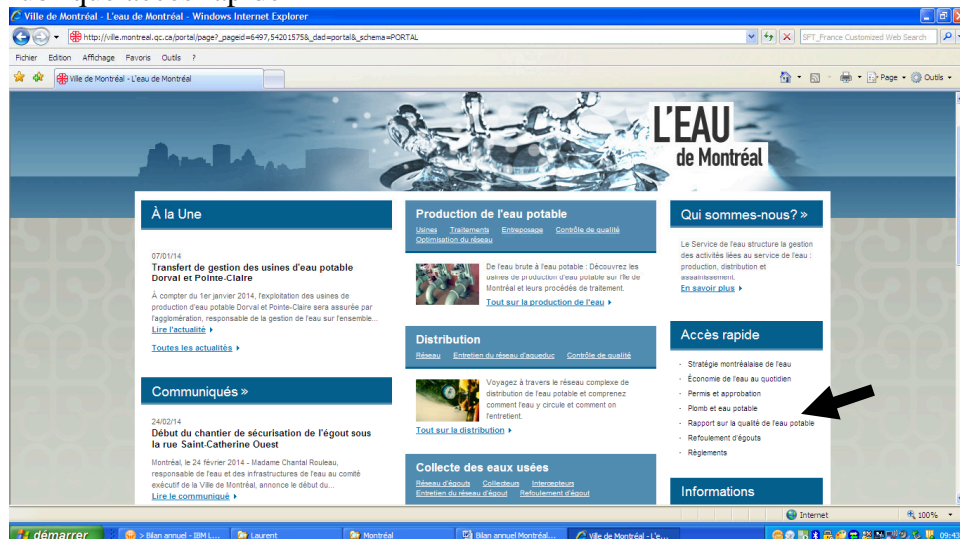 Ville de Montréal - L'eau de Montréal - Windows Internet Explorer
http://ville.montreal.qc.ca/portal/page?_pageid=6497,54201575&_dad=portal&_schema=PORTAL
SFT_France Customized Web Search
Fichier Edition Affichage Favoris Outils ?
Ville de Montréal - L'eau de Montréal
Page
Outils
L'EAU
de Montréal
À la Une
07/01/14
Transfert de gestion des usines d'eau potable
Dorval et Pointe-Claire
À compter du 1er janvier 2014, l'exploitation des usines de
production d'eau potable Dorval et Pointe-Claire sera assurée par
l'agglomération, responsable de la gestion de l'eau sur l'ensemble...
Lire l'actualité
Toutes les actualités
Communiqués »
24/02/14
Début du chantier de sécurisation de l'égout sous
la rue Saint-Catherine Ouest
Montréal, le 24 février 2014 - Madame Chantal Rouleau,
responsable de l'eau et des infrastructures de l'eau au comité
exécutif de la Ville de Montréal, annonce le début du...
Lire le communiqué
Production de l'eau potable
Usines Traitements Entreposage Contrôle de qualité
Optimisation du réseau
De l'eau brute à l'eau potable : Découvrez les
usines de production d'eau potable sur l'île de
Montréal et leurs procédés de traitement.
Tout sur la production de l'eau
Distribution
Réseau Entretien du réseau d'aqueduc Contrôle de qualité
Voyagez à travers le réseau complexe de
distribution de l'eau potable et comprenez
comment l'eau y circule et comment on
l'entretient.
Tout sur la distribution
Collecte des eaux usées
Réseau d'égouts Collecteurs Intercepteurs
Entretien du réseau d'égout Refoulement d'égout
Qui sommes-nous? »
Le Service de l'eau structure la gestion
des activités liées au service de l'eau :
production, distribution et
assainissement.
En savoir plus
Accès rapide
· Stratégie montréalaise de l'eau
· Économie de l'eau au quotidien
· Permis et approbation
· Plomb et eau potable
· Rapport sur la qualité de l'eau potable
· Refoulement d'égouts
· Règlements
Informations
Internet
100%
démarrer
> Bilan annuel - IBM L...
Laurent
Montréal
Bilan annuel Montréal...
Ville de Montréal - L'e...
09:43